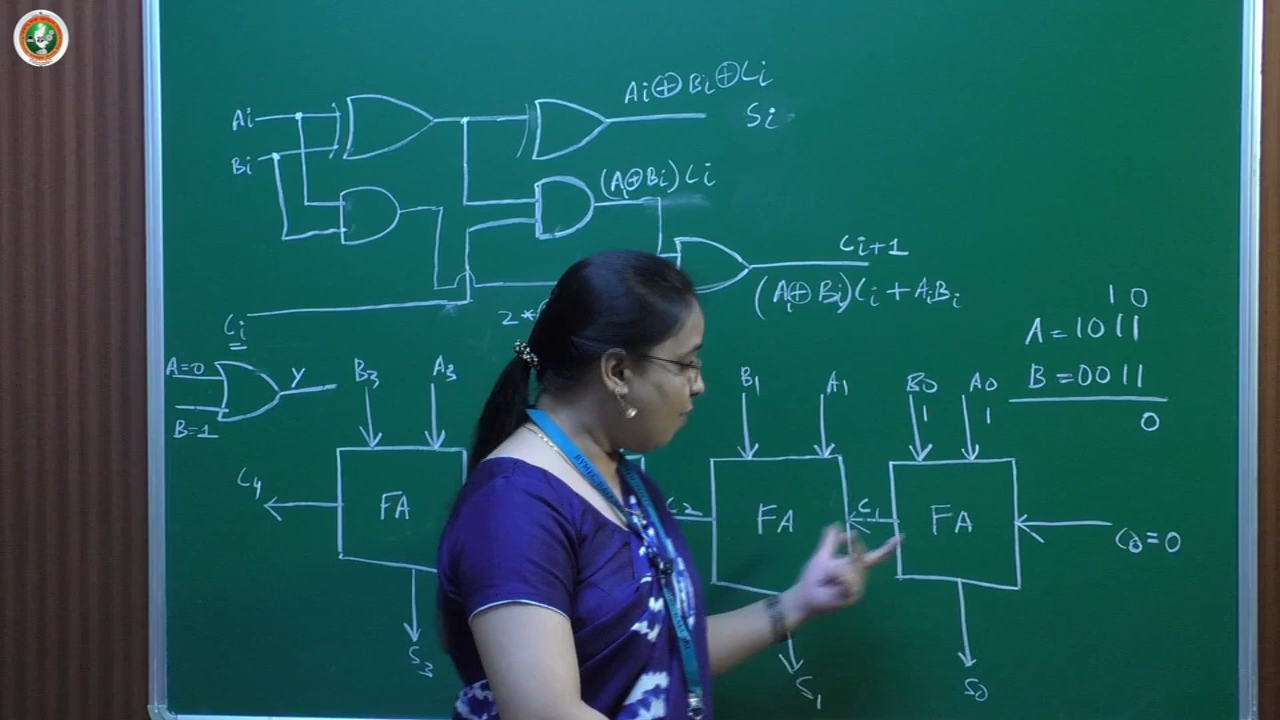 Ai⊕Bi⊕Ci
Ai
Si
Bi
(Ai⊕Bi)Ci
Ci+1
(Ai⊕Bi)Ci + AiBi
Ci
2*
1 0
A = 1011
B = 0011
0
A=0
Y
B=1
B3 A3 B1 A1 B0 A0
1 1
C4 FA C2 FA C1 FA C0=0
S3 S1 S0